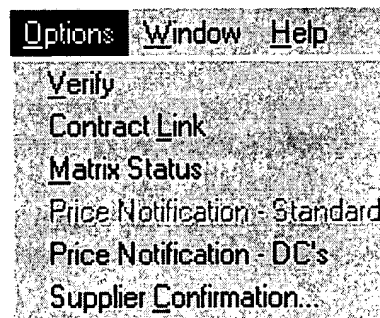 Options Window Help
Verify
Contract Link
Matrix Status
Price Notification - Standard
Price Notification - DC's
Supplier Confirmation...